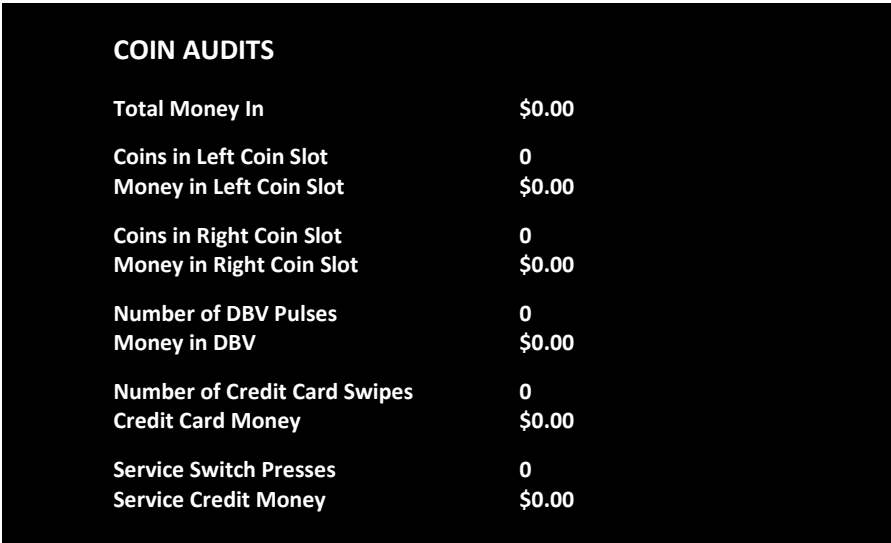 COIN AUDITS
Total Money In $0.00
Coins in Left Coin Slot 0
Money in Left Coin Slot $0.00
Coins in Right Coin Slot 0
Money in Right Coin Slot $0.00
Number of DBV Pulses 0
Money in DBV $0.00
Number of Credit Card Swipes 0
Credit Card Money $0.00
Service Switch Presses 0
Service Credit Money $0.00